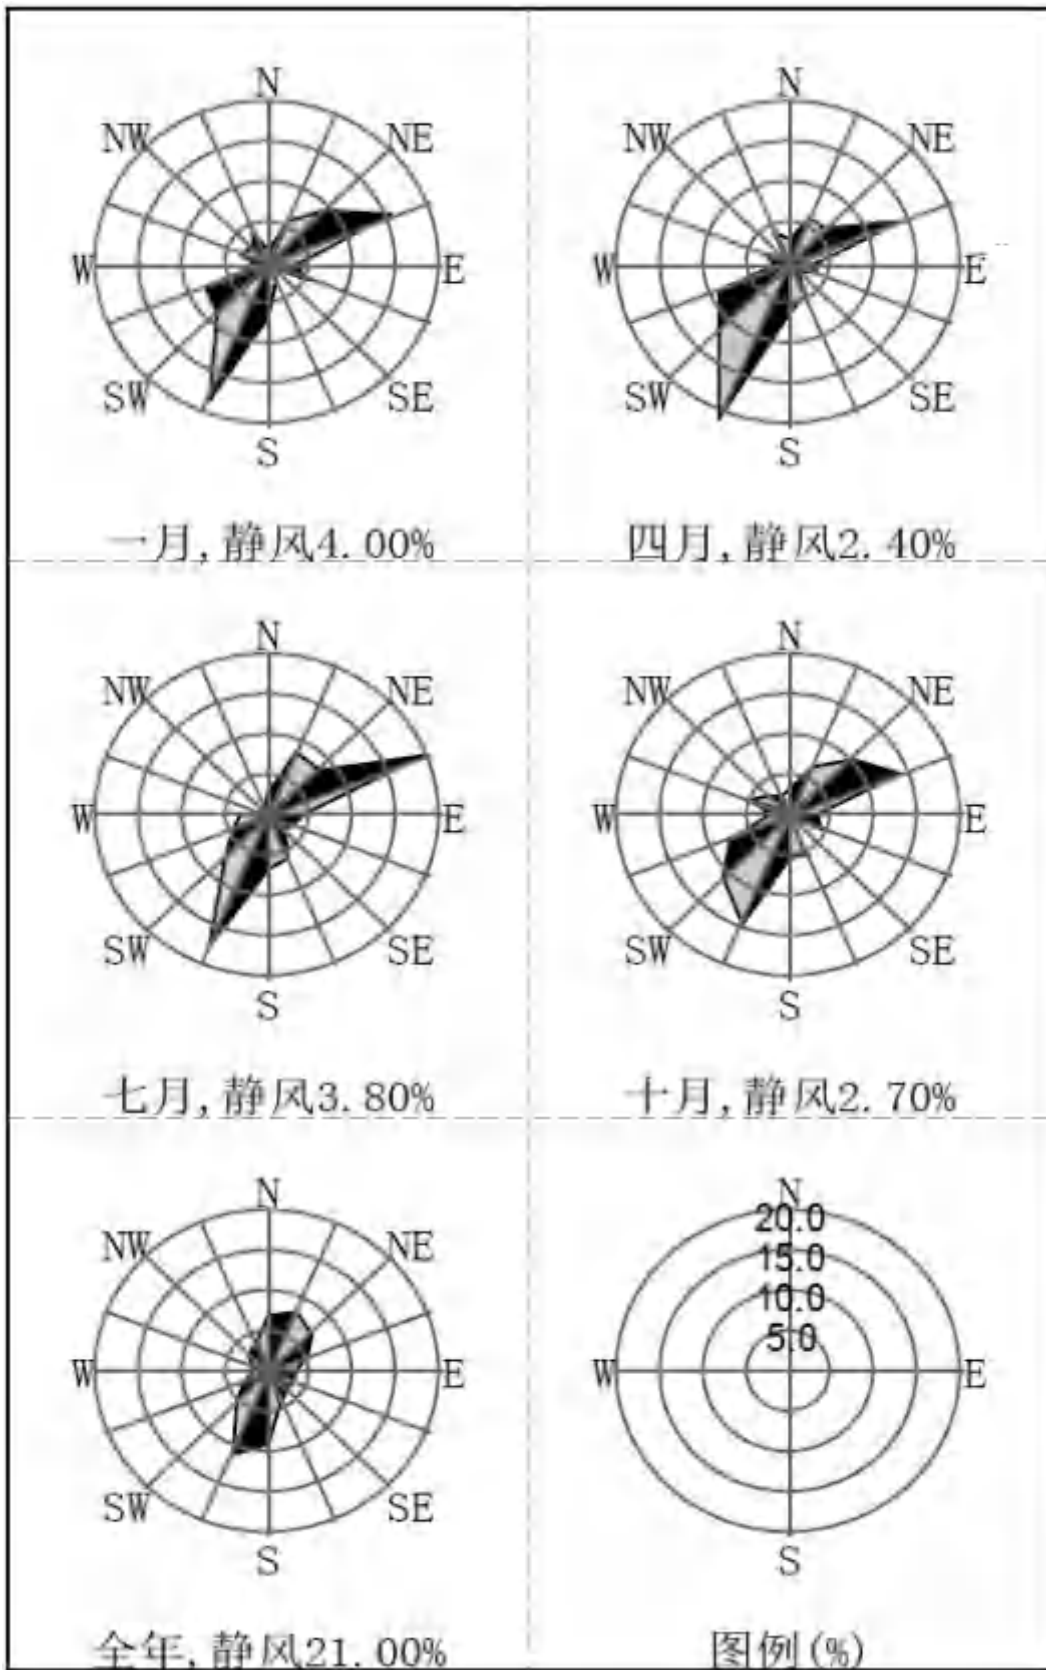 N
NW NE
W E
SW SE
S
一月,静风4.00%
N
NW NE
W E
SW SE
S
四月,静风2.40%
N
NW NE
W E
SW SE
S
七月,静风3.80%
N
NW NE
W E
SW SE
S
十月,静风2.70%
N
NW NE
W E
SW SE
S
全年,静风21.00%
N
20.0
15.0
10.0
5.0
W E
S
图例(%)